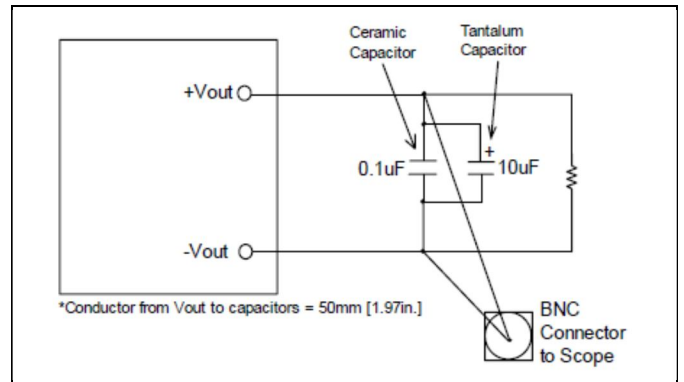 Ceramic
Capacitor
Tantalum
Capacitor
+Vout
+
0.1uF
10uF
-Vout
*Conductor from Vout to capacitors = 50mm [1.97in.]
BNC
Connector
to Scope